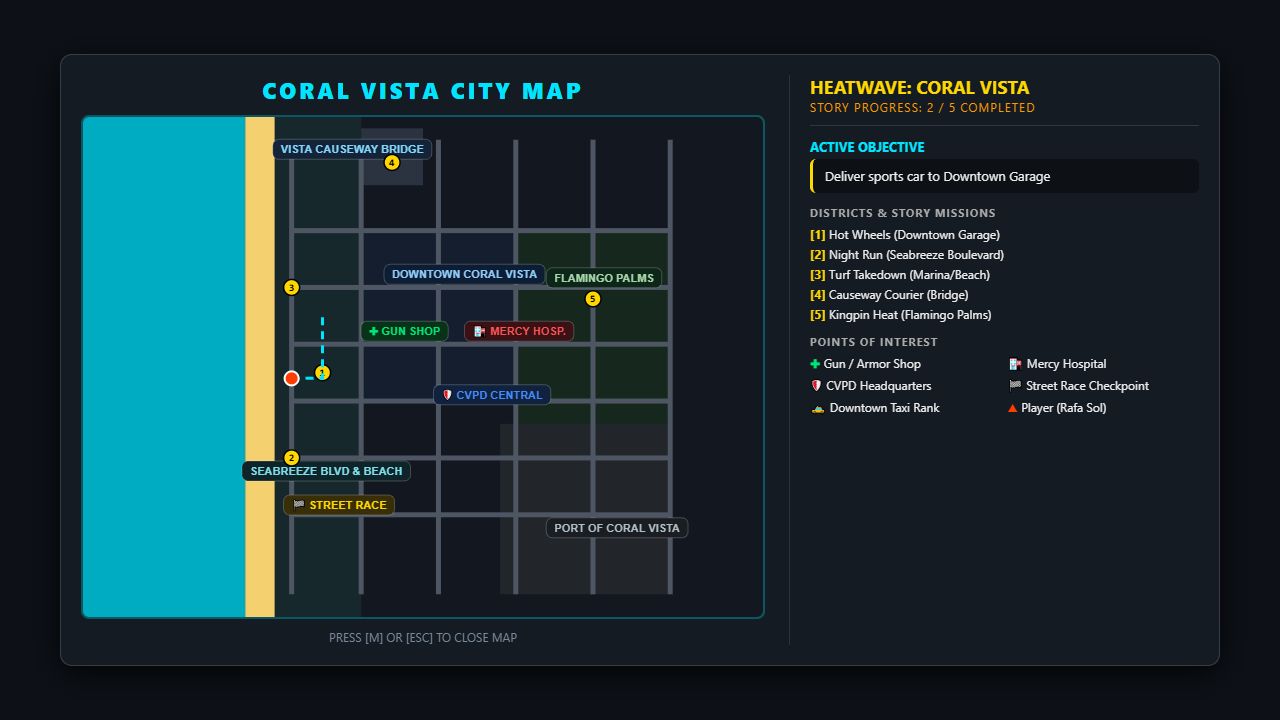 CORAL VISTA CITY MAP
VISTA CAUSEWAY BRIDGE
4
DOWNTOWN CORAL VISTA
FLAMINGO PALMS
3
5
GUN SHOP
MERCY HOSP.
1
CVPD CENTRAL
2
SEABREEZE BLVD & BEACH
STREET RACE
PORT OF CORAL VISTA
PRESS [M] OR [ESC] TO CLOSE MAP
HEATWAVE: CORAL VISTA
STORY PROGRESS: 2 / 5 COMPLETED
ACTIVE OBJECTIVE
Deliver sports car to Downtown Garage
DISTRICTS & STORY MISSIONS
[1] Hot Wheels (Downtown Garage)
[2] Night Run (Seabreeze Boulevard)
[3] Turf Takedown (Marina/Beach)
[4] Causeway Courier (Bridge)
[5] Kingpin Heat (Flamingo Palms)
POINTS OF INTEREST
Gun / Armor Shop
Mercy Hospital
CVPD Headquarters
Street Race Checkpoint
Downtown Taxi Rank
Player (Rafa Sol)